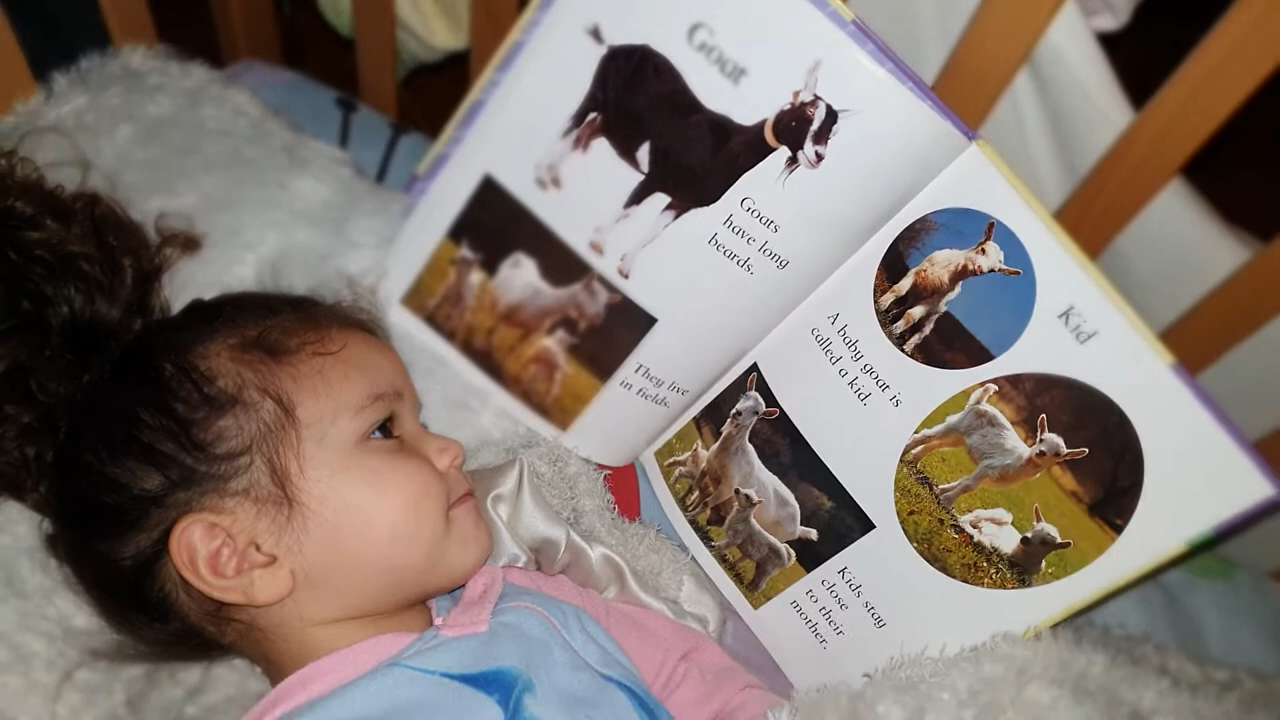 Goat
Goats
have long
beards.
They live
in fields.
Kid
A baby goat is
called a kid.
Kids stay
close
to their
mother.